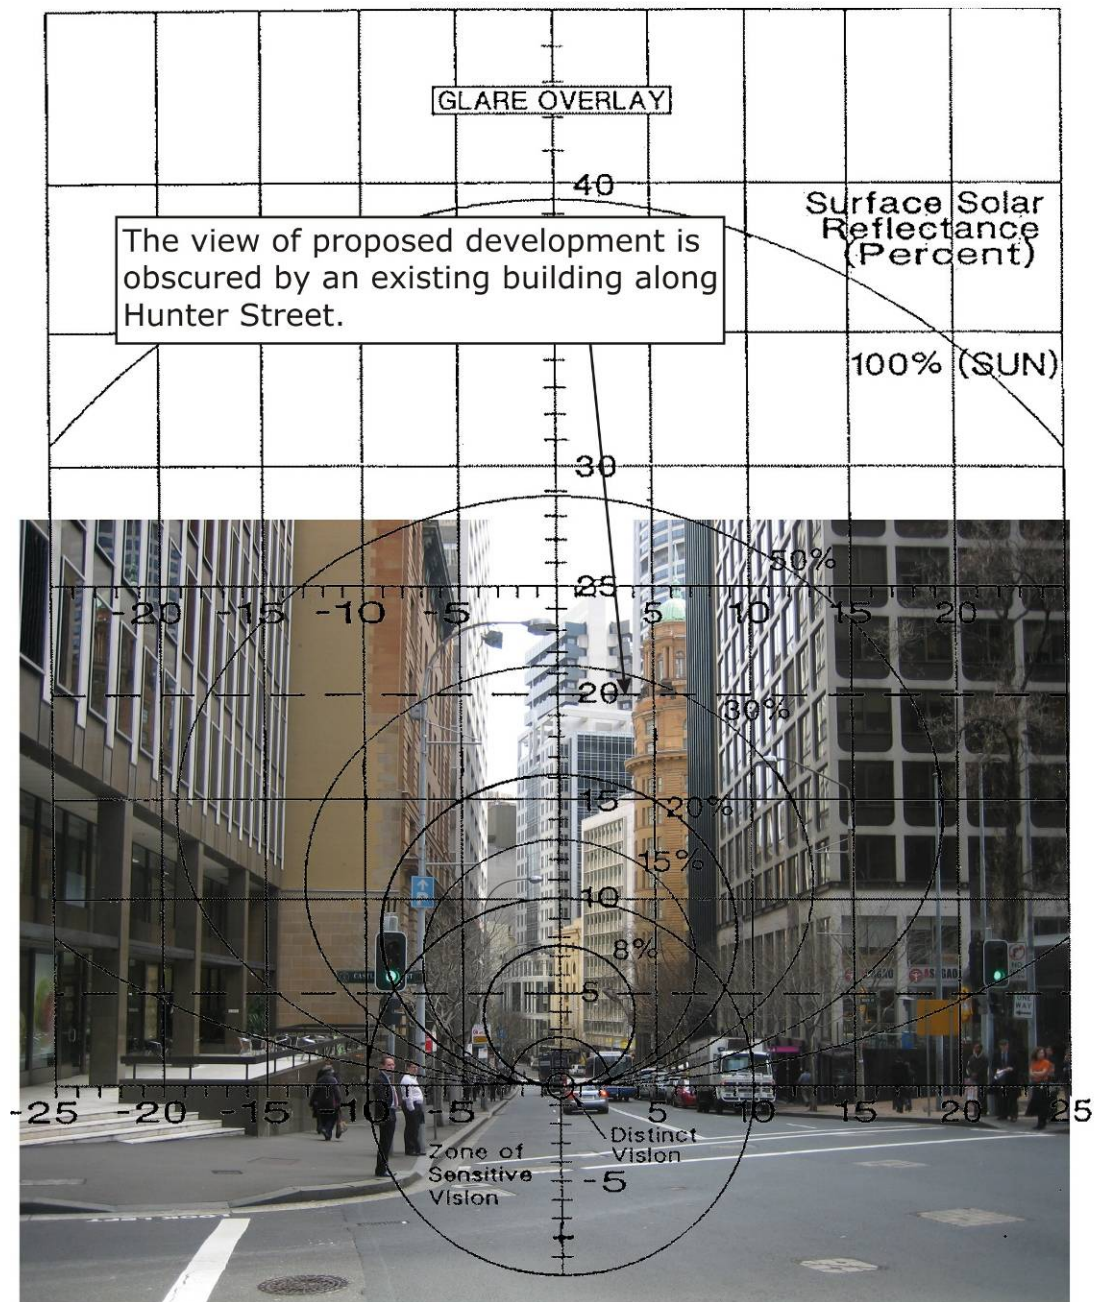 GLARE OVERLAY
40
Surface Solar
Reflectance
(Percent)
The view of proposed development is
obscured by an existing building along
Hunter Street.
100% (SUN)
30
50%
25
-20 -15 -10 -5 5 10 15 20
20
30%
15
20%
15%
10
8%
5
P
ONE
WAY
-25 -20 -15 -10 -5 5 10 15 20 25
Distinct
Vision
Zone of
Sensitive
Vision
-5